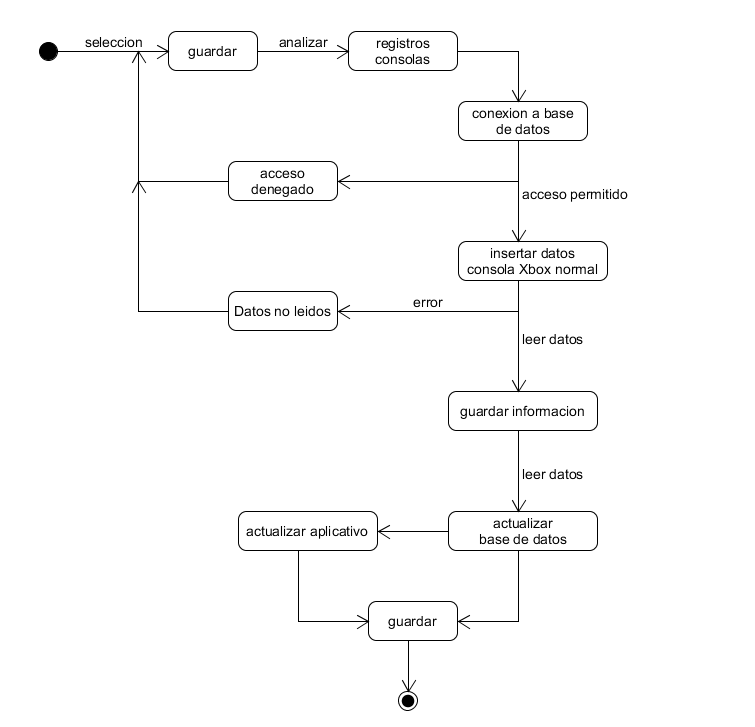 seleccion
guardar
analizar
registros
consolas
conexion a base
de datos
acceso
denegado
acceso permitido
insertar datos
consola Xbox normal
Datos no leidos
error
leer datos
guardar informacion
leer datos
actualizar aplicativo
actualizar
base de datos
guardar